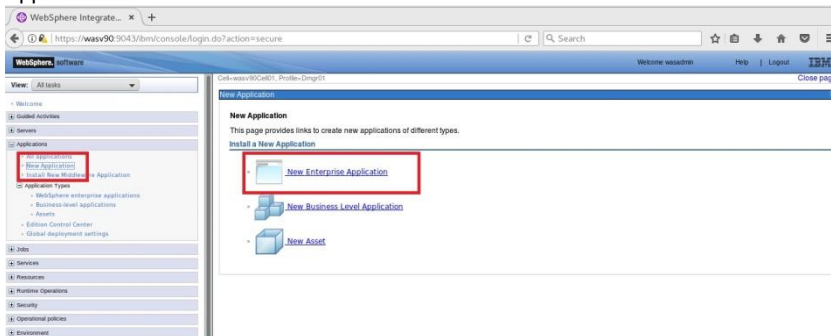 WebSphere Integrate... × +
https://wasv90:9043/ibm/console/login.do?action=secure
Search
WebSphere. software
Welcome wasadmin
Help | Logout
IBM
View: All tasks
Cell=wasv90Cell01, Profile=Dmgr01
Close page
Welcome
Guided Activities
Servers
Applications
All applications
New Application
Install New Middleware Application
Application Types
WebSphere enterprise applications
Business-level applications
Assets
Edition Control Center
Global deployment settings
Jobs
Services
Resources
Runtime Operations
Security
Operational policies
Environment
New Application
New Application
This page provides links to create new applications of different types.
Install a New Application
New Enterprise Application
New Business Level Application
New Asset